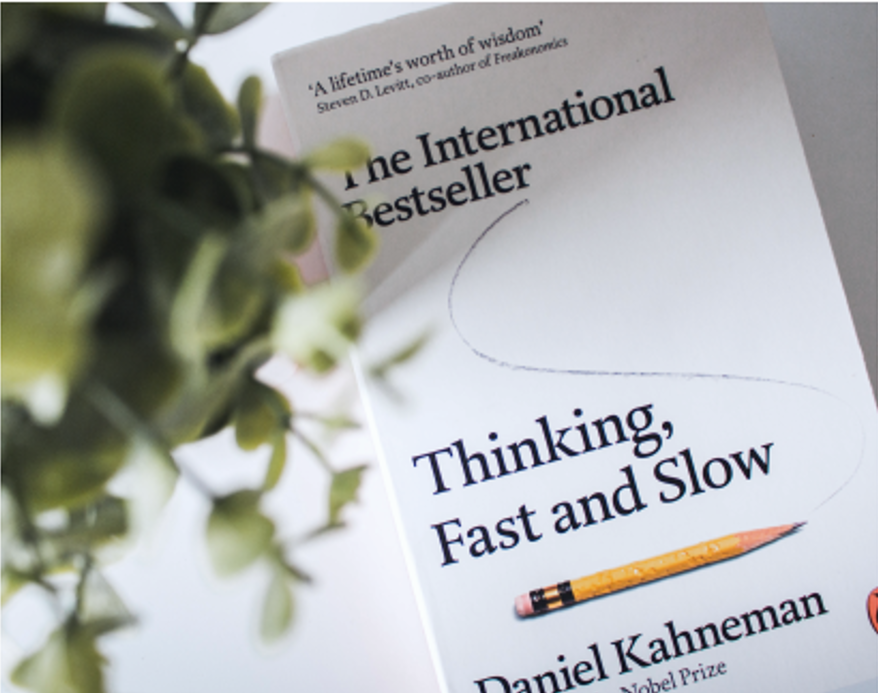 ‘A lifetime's worth of wisdom’
Steven D. Levitt, co-author of Freakonomics
The International
Bestseller
Thinking,
Fast and Slow
Daniel Kahneman
Nobel Prize